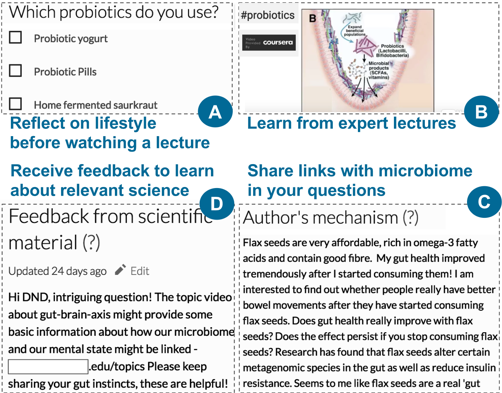 Which probiotics do you use?
Probiotic yogurt
Probiotic Pills
Home fermented saurkraut
A
Reflect on lifestyle
before watching a lecture
#probiotics
coursera
B
Expand
beneficial
populations
Probiotics
(Lactobacilli,
Bifidobacteria)
Microbial
products
(SCFAs,
vitamins)
B
Learn from expert lectures
Receive feedback to learn
about relevant science
D
Feedback from scientific
material (?)
Updated 24 days ago Edit
Hi DND, intriguing question! The topic video
about gut-brain-axis might provide some
basic information about how our microbiome
and our mental state might be linked -
.edu/topics Please keep
sharing your gut instincts, these are helpful!
Share links with microbiome
in your questions
C
Author's mechanism (?)
Flax seeds are very affordable, rich in omega-3 fatty
acids and contain good fibre. My gut health improved
tremendously after I started consuming them! I am
interested to find out whether people really have better
bowel movements after they have started consuming
flax seeds. Does gut health really improve with flax
seeds? Does the effect persist if you stop consuming flax
seeds? Research has found that flax seeds alter certain
metagenomic species in the gut as well as reduce insulin
resistance. Seems to me like flax seeds are a real 'gut